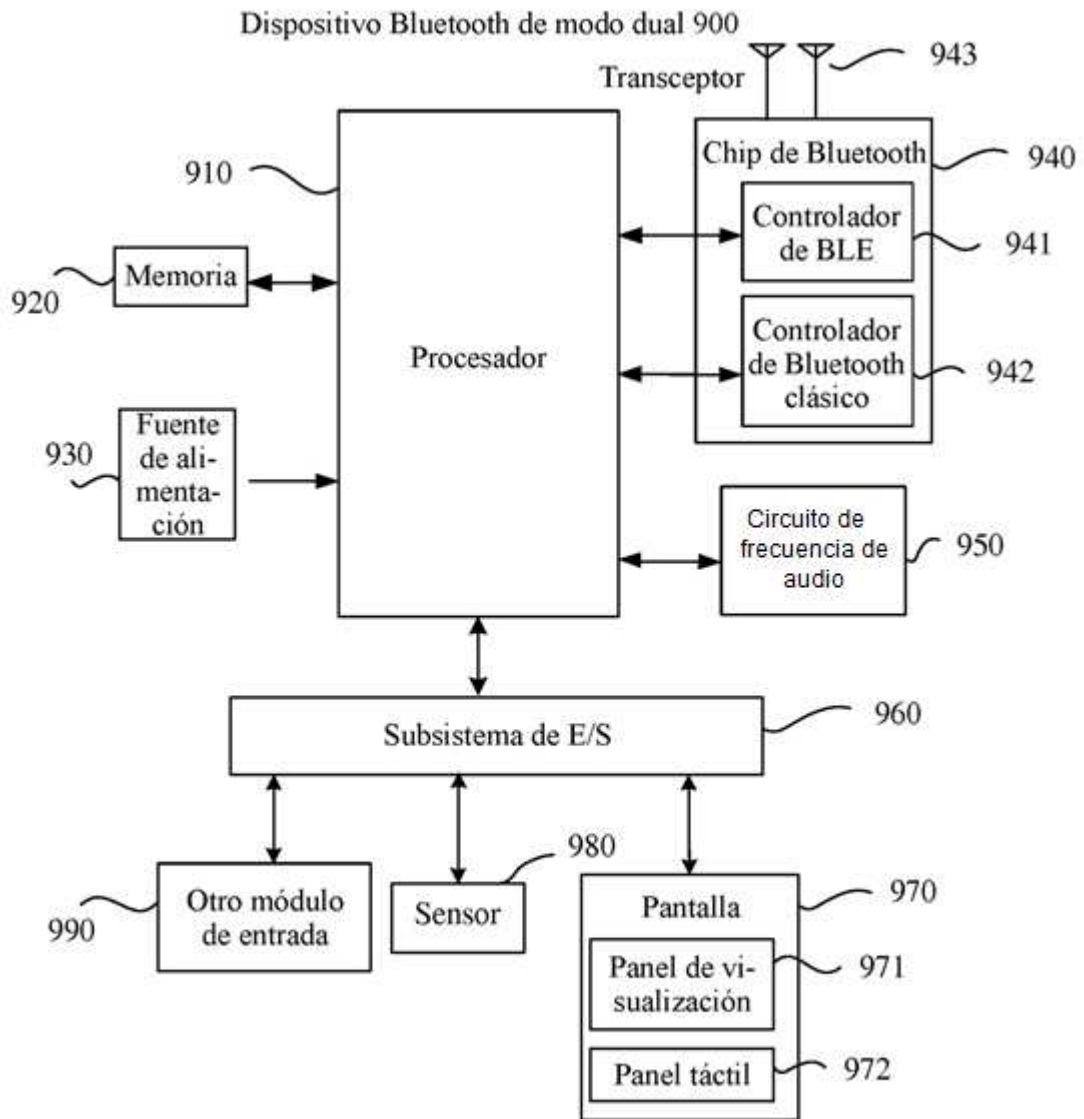 Dispositivo Bluetooth de modo dual 900
943
Transceptor
910
Procesador
Chip de Bluetooth
940
Controlador
de BLE
941
Controlador
de Bluetooth
clásico
942
Memoria
920
Fuente
de ali-
menta-
ción
930
Circuito de
frecuencia de
audio
950
Subsistema de E/S
960
Otro módulo
de entrada
990
Sensor
980
Pantalla
970
Panel de vi-
sualización
971
Panel táctil
972